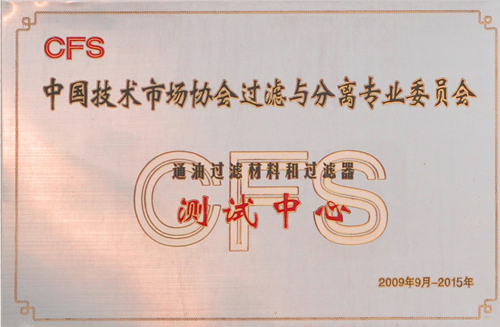 CFS
中国技术市场协会过滤与分离专业委员会
CFS
通油过滤材料和过滤器
测试中心
2009年9月-2015年